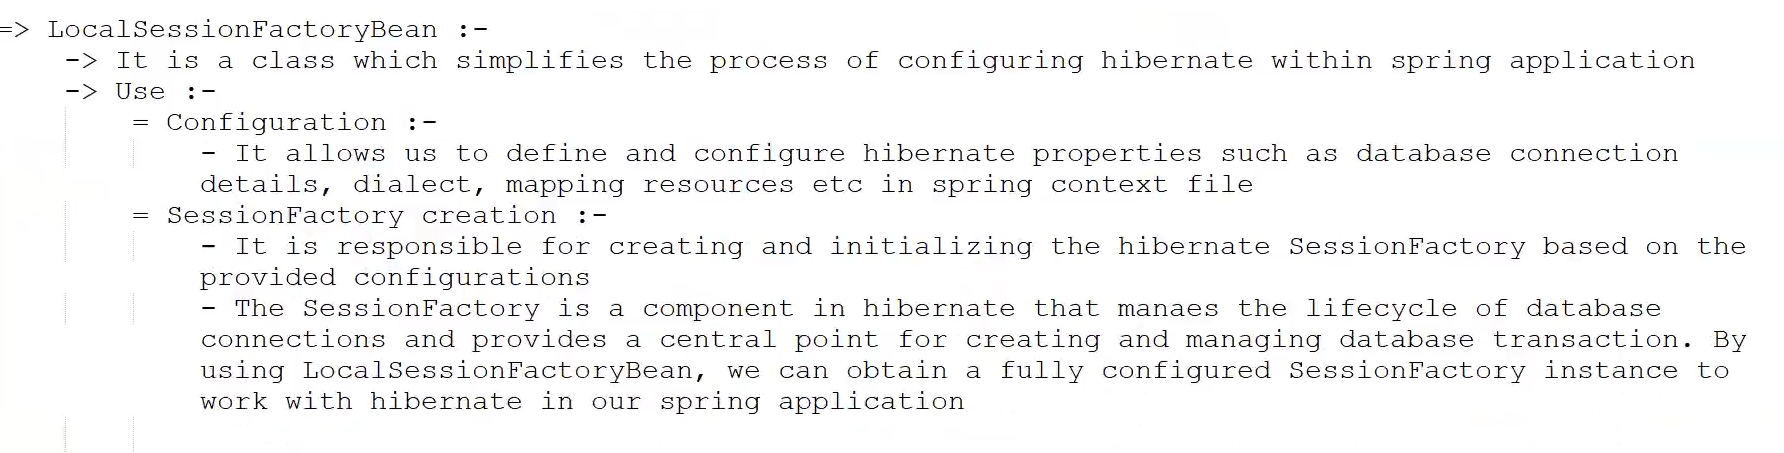 => LocalSessionFactoryBean :-
-> It is a class which simplifies the process of configuring hibernate within spring application
-> Use :-
= Configuration :-
- It allows us to define and configure hibernate properties such as database connection
details, dialect, mapping resources etc in spring context file
= SessionFactory creation :-
- It is responsible for creating and initializing the hibernate SessionFactory based on the
provided configurations
- The SessionFactory is a component in hibernate that manaes the lifecycle of database
connections and provides a central point for creating and managing database transaction. By
using LocalSessionFactoryBean, we can obtain a fully configured SessionFactory instance to
work with hibernate in our spring application